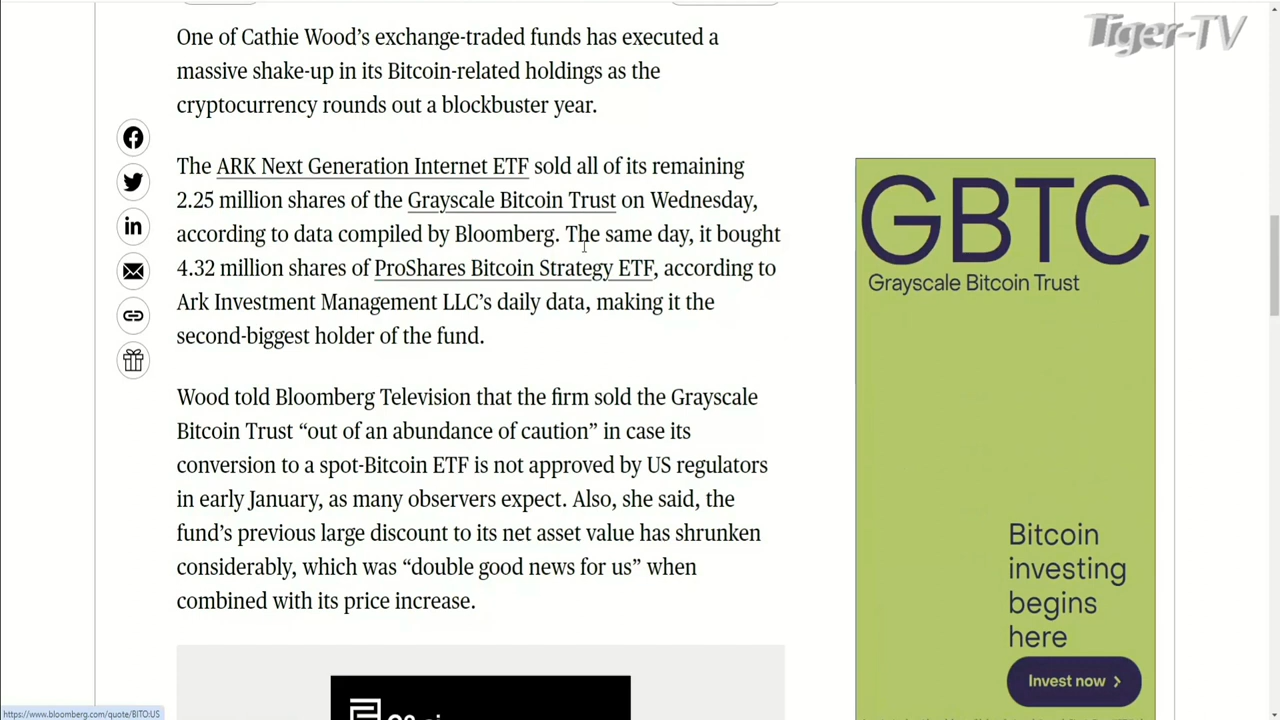 Tiger-TV
One of Cathie Wood’s exchange-traded funds has executed a
massive shake-up in its Bitcoin-related holdings as the
cryptocurrency rounds out a blockbuster year.
The ARK Next Generation Internet ETF sold all of its remaining
2.25 million shares of the Grayscale Bitcoin Trust on Wednesday,
according to data compiled by Bloomberg. The same day, it bought
4.32 million shares of ProShares Bitcoin Strategy ETF, according to
Ark Investment Management LLC’s daily data, making it the
second-biggest holder of the fund.
Wood told Bloomberg Television that the firm sold the Grayscale
Bitcoin Trust “out of an abundance of caution” in case its
conversion to a spot-Bitcoin ETF is not approved by US regulators
in early January, as many observers expect. Also, she said, the
fund’s previous large discount to its net asset value has shrunken
considerably, which was “double good news for us” when
combined with its price increase.
GBTC
Grayscale Bitcoin Trust
Bitcoin
investing
begins
here
Invest now
https://www.bloomberg.com/quote/BITO:US